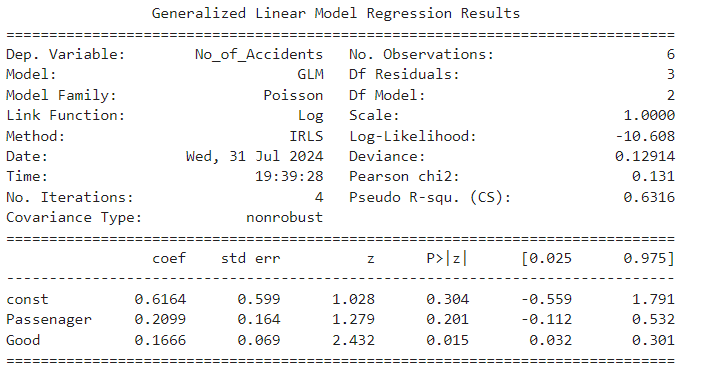 Generalized Linear Model Regression Results
==============================================================================
Dep. Variable: No_of_Accidents No. Observations: 6
Model: GLM Df Residuals: 3
Model Family: Poisson Df Model: 2
Link Function: Log Scale: 1.0000
Method: IRLS Log-Likelihood: -10.608
Date: Wed, 31 Jul 2024 Deviance: 0.12914
Time: 19:39:28 Pearson chi2: 0.131
No. Iterations: 4 Pseudo R-squ. (CS): 0.6316
Covariance Type: nonrobust
==============================================================================
coef std err z P>|z| [0.025 0.975]
------------------------------------------------------------------------------
const 0.6164 0.599 1.028 0.304 -0.559 1.791
Passenager 0.2099 0.164 1.279 0.201 -0.112 0.532
Good 0.1666 0.069 2.432 0.015 0.032 0.301
==============================================================================